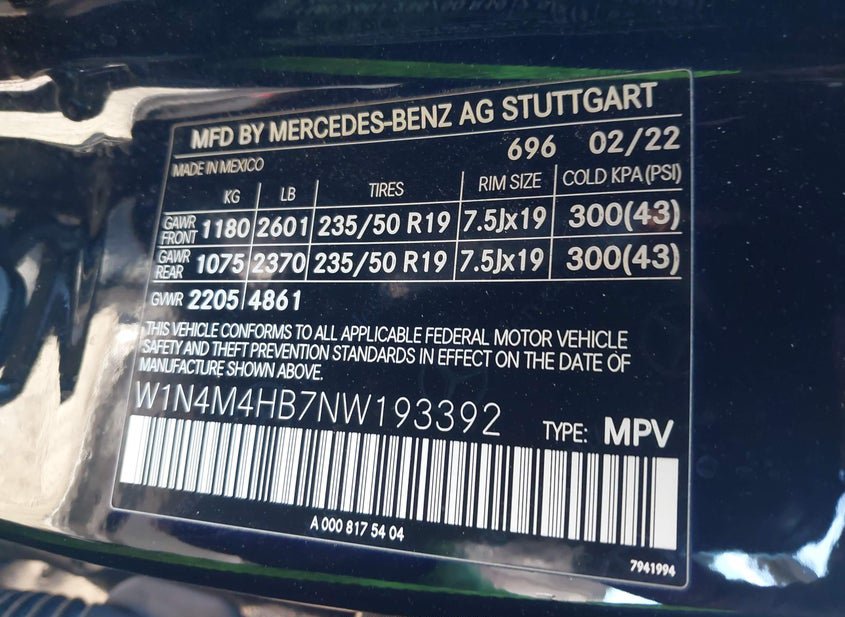 MFD BY MERCEDES-BENZ AG STUTTGART
MADE IN MEXICO 696 02/22
KG LB TIRES RIM SIZE COLD KPA (PSI)
GAWR FRONT 1180 2601 235/50 R19 7.5Jx19 300(43)
GAWR REAR 1075 2370 235/50 R19 7.5Jx19 300(43)
GVWR 2205 4861
THIS VEHICLE CONFORMS TO ALL APPLICABLE FEDERAL MOTOR VEHICLE
SAFETY AND THEFT PREVENTION STANDARDS IN EFFECT ON THE DATE OF
MANUFACTURE SHOWN ABOVE.
W1N4M4HB7NW193392 TYPE: MPV
A 000 817 54 04
7941994